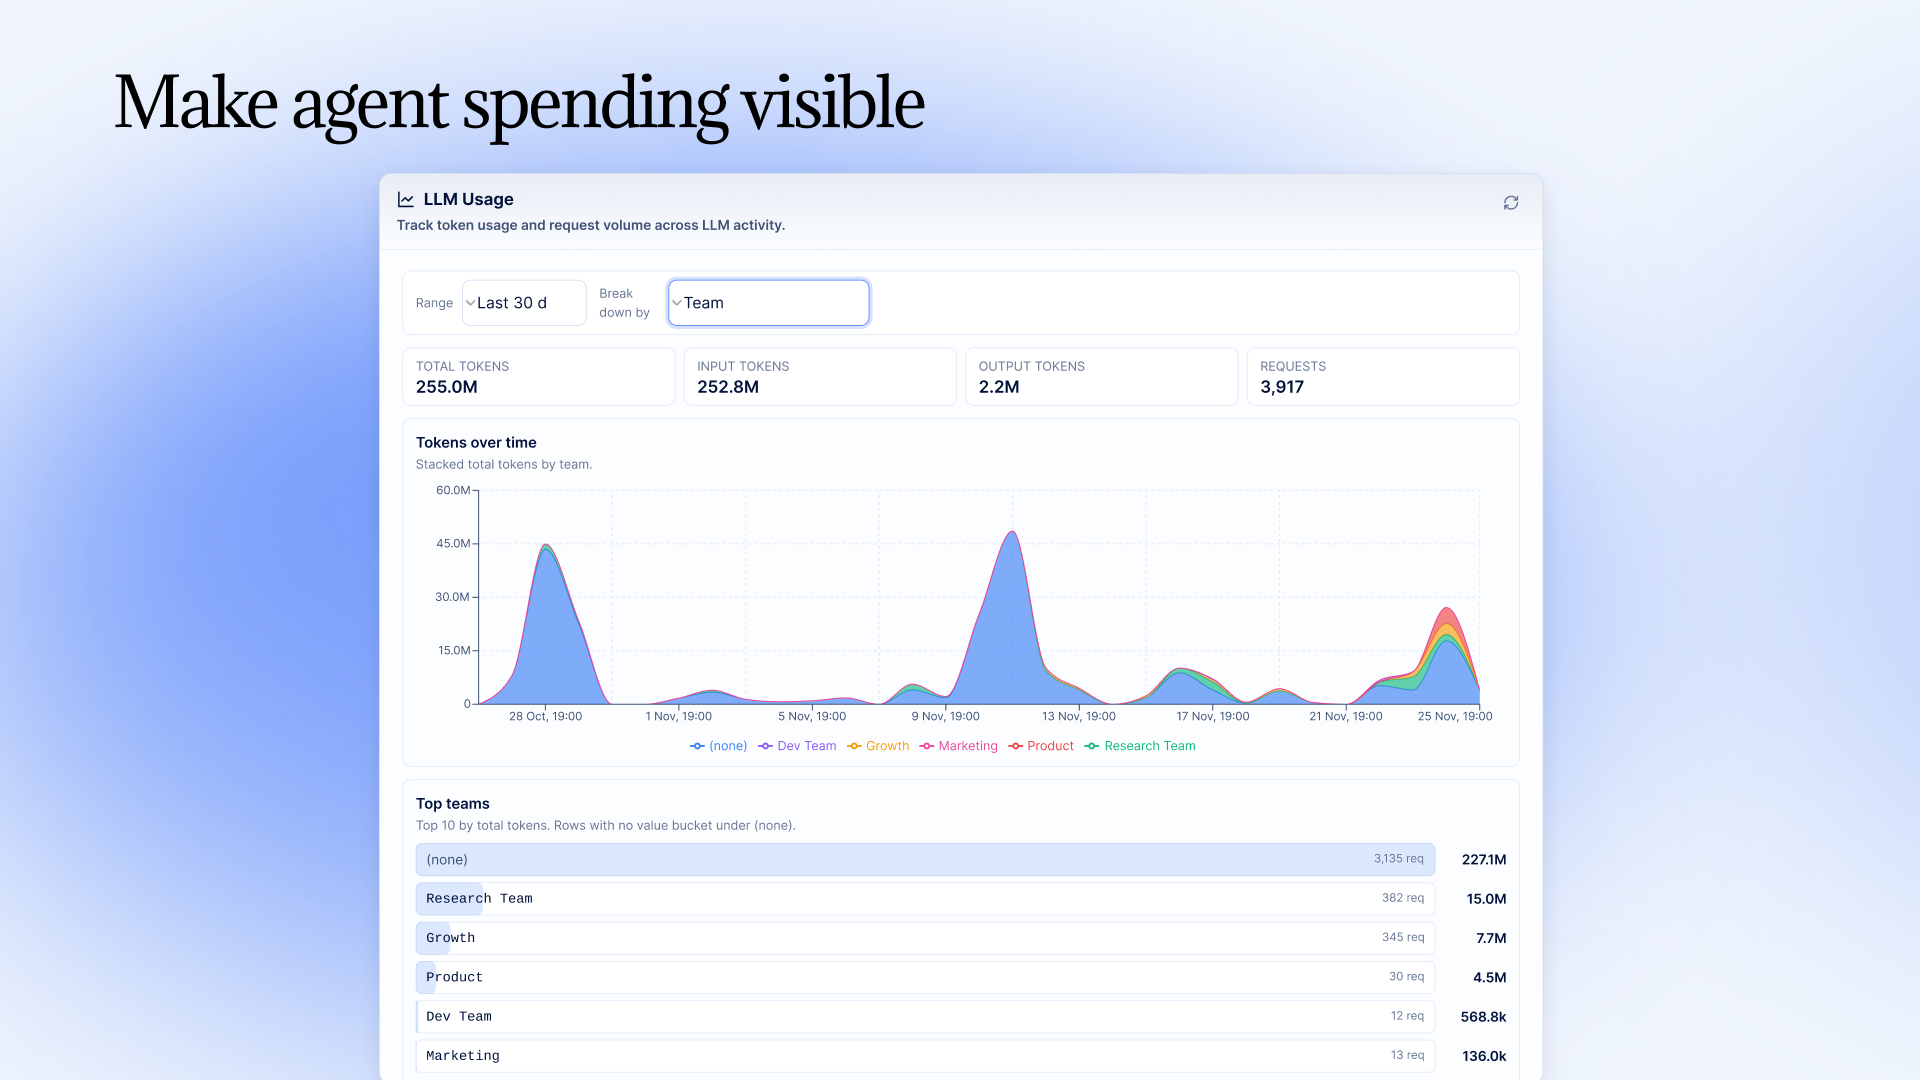 Make agent spending visible
LLM Usage
Track token usage and request volume across LLM activity.
Range
Last 30 d
Break
down by
Team
TOTAL TOKENS
255.0M
INPUT TOKENS
252.8M
OUTPUT TOKENS
2.2M
REQUESTS
3,917
Tokens over time
Stacked total tokens by team.
60.0M
45.0M
30.0M
15.0M
0
28 Oct, 19:00
1 Nov, 19:00
5 Nov, 19:00
9 Nov, 19:00
13 Nov, 19:00
17 Nov, 19:00
21 Nov, 19:00
25 Nov, 19:00
(none)
Dev Team
Growth
Marketing
Product
Research Team
Top teams
Top 10 by total tokens. Rows with no value bucket under (none).
(none) 3,135 req 227.1M
Research Team 382 req 15.0M
Growth 345 req 7.7M
Product 30 req 4.5M
Dev Team 12 req 568.8k
Marketing 13 req 136.0k